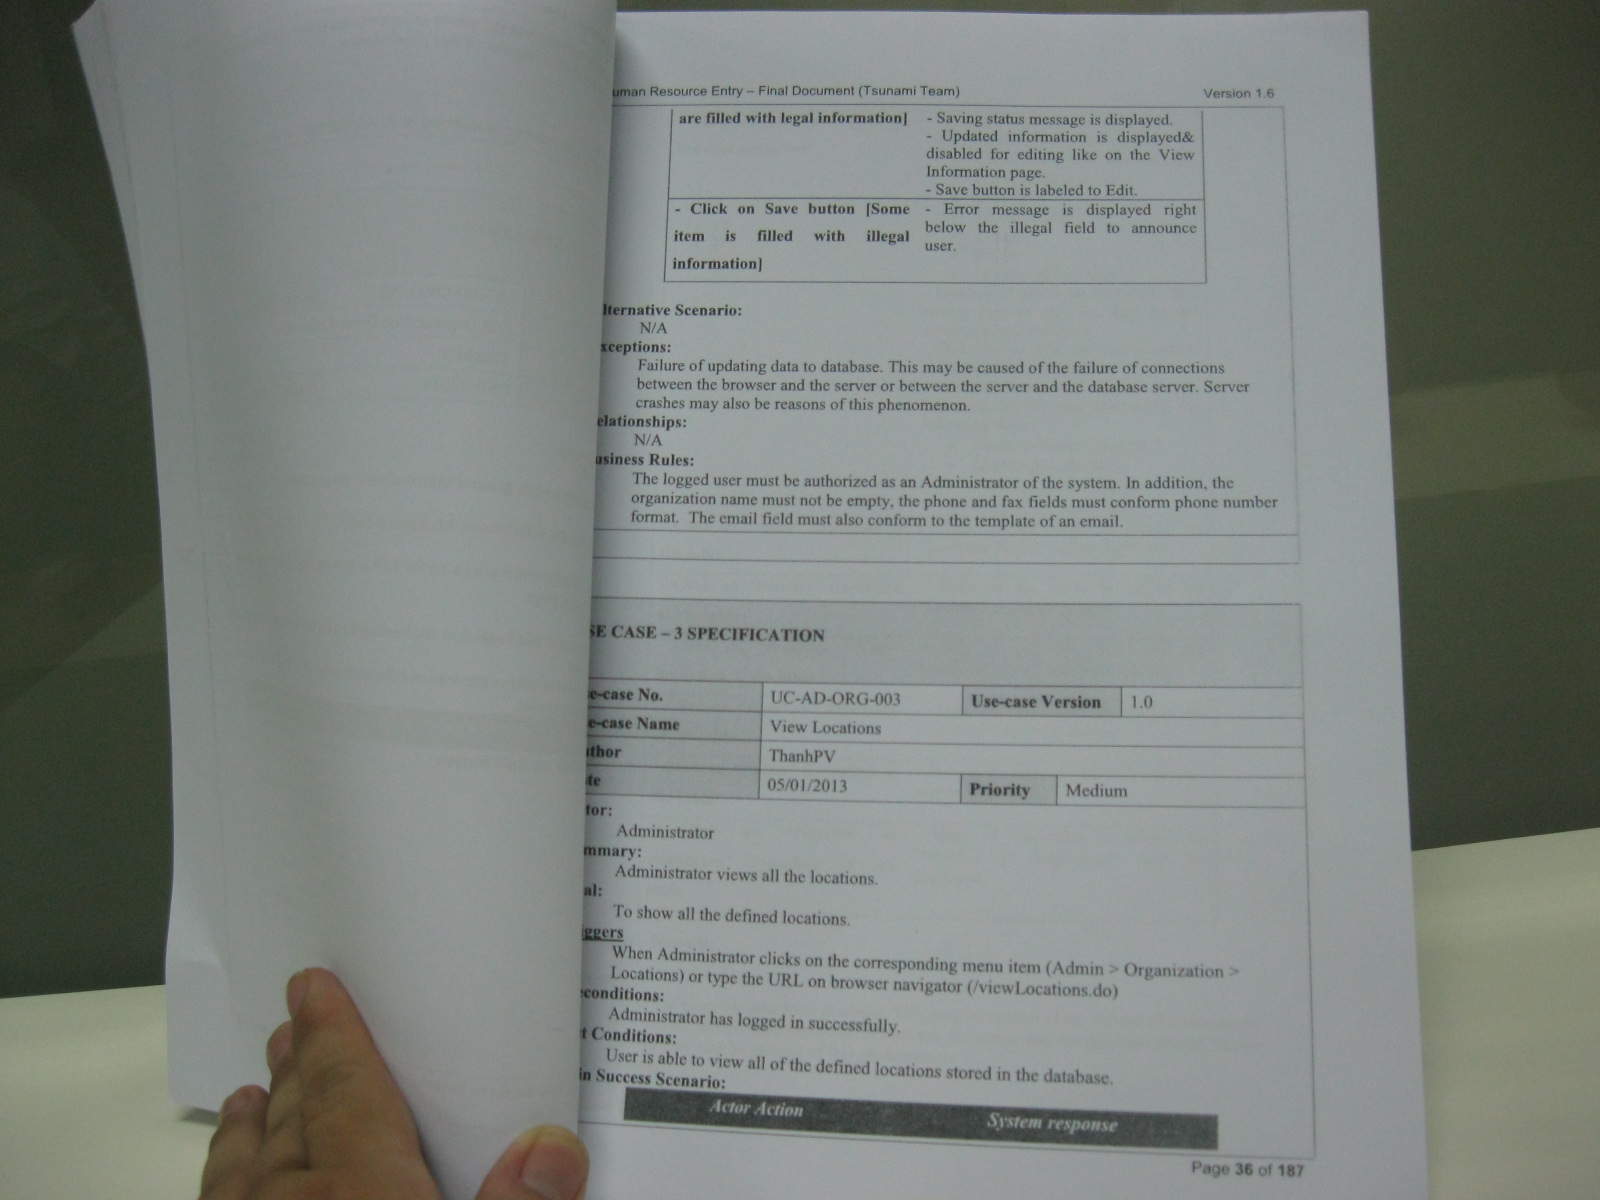 uman Resource Entry – Final Document (Tsunami Team) Version 1.6
are filled with legal information]
- Saving status message is displayed.
- Updated information is displayed&
disabled for editing like on the View
Information page.
- Save button is labeled to Edit.
- Click on Save button [Some
item is filled with illegal
information]
- Error message is displayed right
below the illegal field to announce
user.
lternative Scenario:
N/A
xceptions:
Failure of updating data to database. This may be caused of the failure of connections
between the browser and the server or between the server and the database server. Server
crashes may also be reasons of this phenomenon.
elationships:
N/A
usiness Rules:
The logged user must be authorized as an Administrator of the system. In addition, the
organization name must not be empty, the phone and fax fields must conform phone number
format. The email field must also conform to the template of an email.
SE CASE – 3 SPECIFICATION
e-case No. UC-AD-ORG-003 Use-case Version 1.0
e-case Name View Locations
thor ThanhPV
te 05/01/2013 Priority Medium
tor:
Administrator
mmary:
Administrator views all the locations.
al:
To show all the defined locations.
iggers
When Administrator clicks on the corresponding menu item (Admin > Organization >
Locations) or type the URL on browser navigator (/viewLocations.do)
conditions:
Administrator has logged in successfully.
t Conditions:
User is able to view all of the defined locations stored in the database.
in Success Scenario:
Actor Action System response
Page 36 of 187